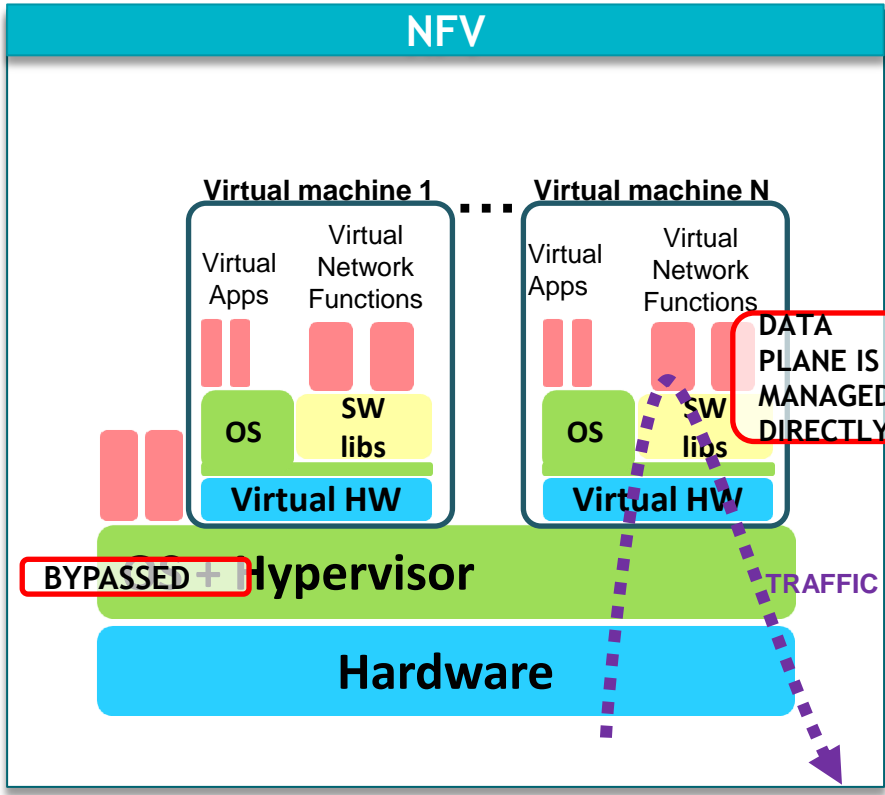 NFV
Virtual machine 1
...
Virtual machine N
Virtual
Apps
Virtual
Network
Functions
Virtual
Apps
Virtual
Network
Functions
DATA
PLANE IS
MANAGED
DIRECTLY
OS
SW
libs
OS
SW
libs
Virtual HW
Virtual HW
BYPASSED
OS + Hypervisor
TRAFFIC
Hardware